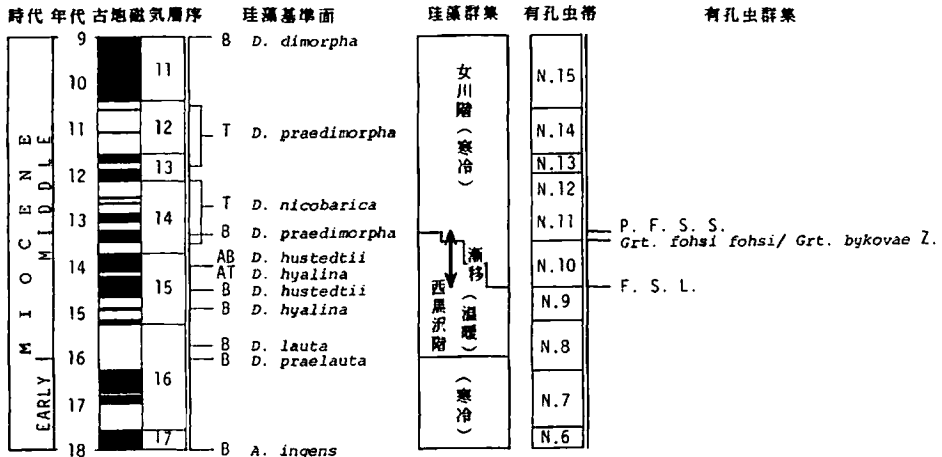 時代 年代 古地磁気層序 珪藻基準面 珪藻群集 有孔虫帯 有孔虫群集
9 B D. dimorpha
11
女川階(寒冷)
N.15
10
12
11 T D. praedimorpha
N.14
13
N.13
12
N.12
MIOCENE
MIDDLE
14
T D. nicobarica
13
N.11
B D. praedimorpha
P. F. S. S.
Grt. fohsi fohsi/ Grt. bykovae Z.
AB D. hustedtii
漸移
N.10
14
AT D. hyalina
15
B D. hustedtii
F. S. L.
西黒沢階(温暖)
N.9
B D. hyalina
15
B D. lauta
N.8
16
B D. praelauta
EARLY
16
(寒冷)
N.7
17
17
N.6
18 B A. ingens